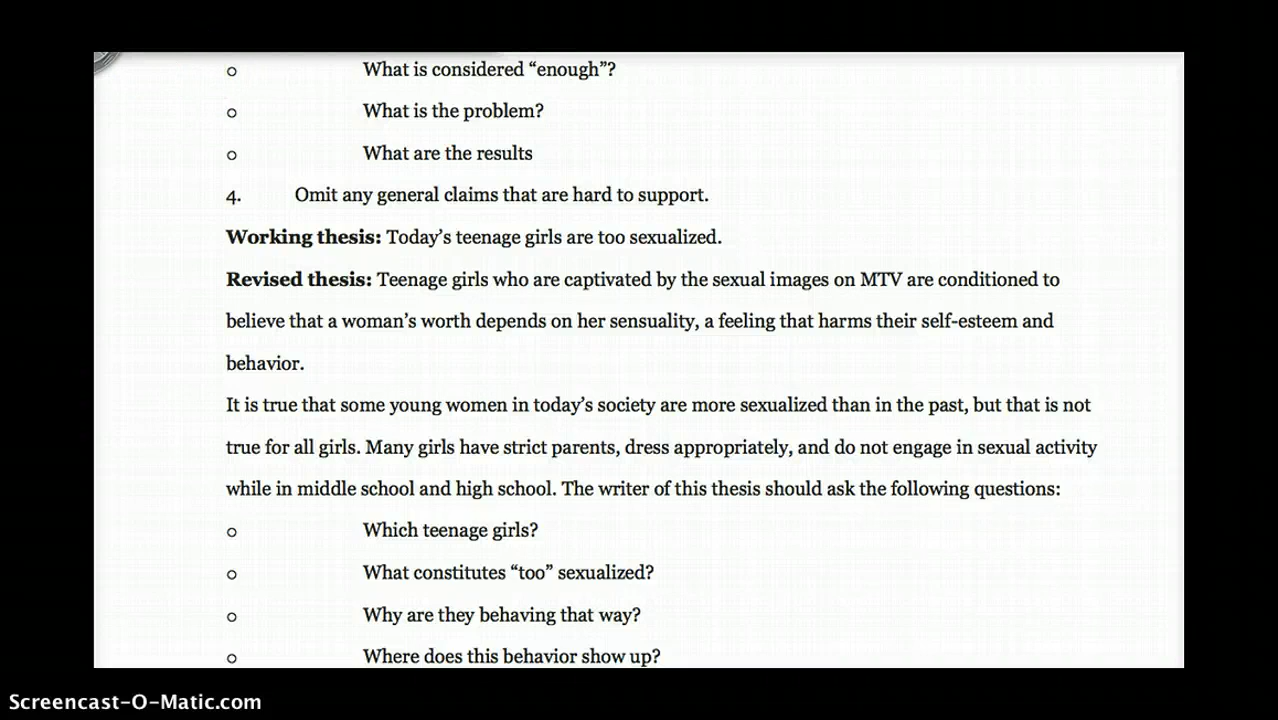 o What is considered “enough”?
o What is the problem?
o What are the results
4. Omit any general claims that are hard to support.
Working thesis: Today’s teenage girls are too sexualized.
Revised thesis: Teenage girls who are captivated by the sexual images on MTV are conditioned to
believe that a woman’s worth depends on her sensuality, a feeling that harms their self-esteem and
behavior.
It is true that some young women in today’s society are more sexualized than in the past, but that is not
true for all girls. Many girls have strict parents, dress appropriately, and do not engage in sexual activity
while in middle school and high school. The writer of this thesis should ask the following questions:
o Which teenage girls?
o What constitutes “too” sexualized?
o Why are they behaving that way?
o Where does this behavior show up?
Screencast-O-Matic.com